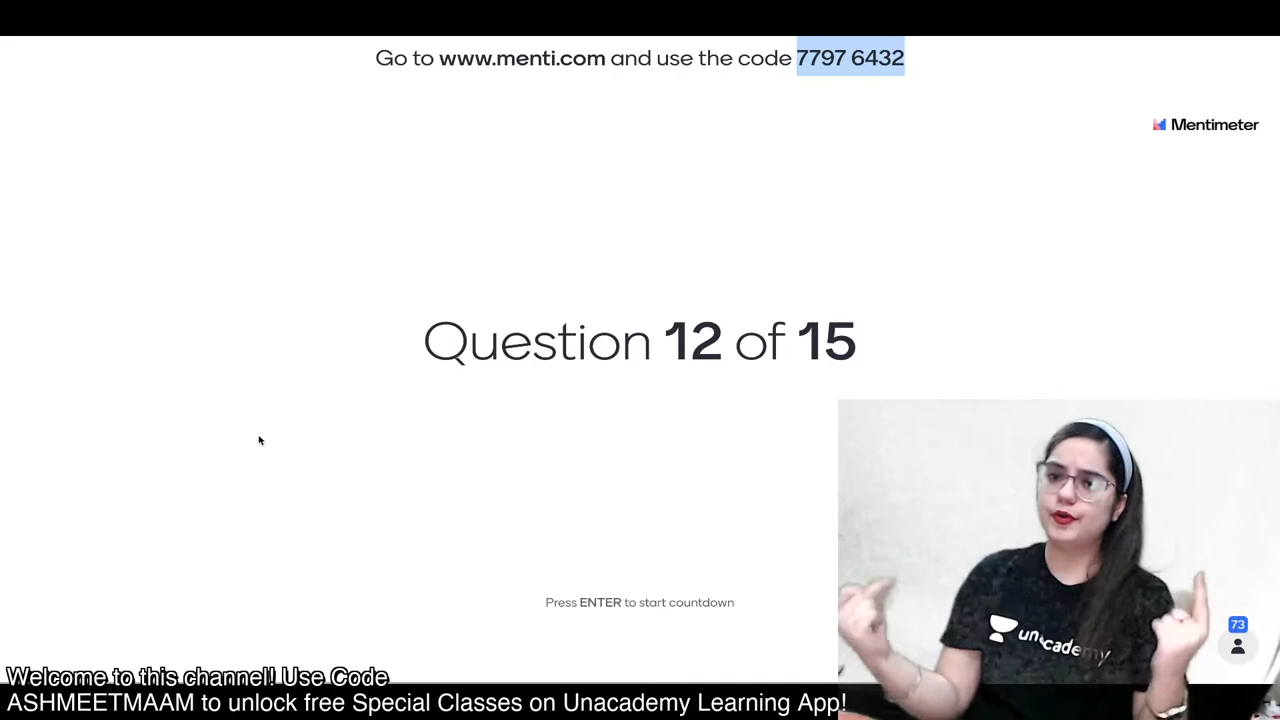 Go to www.menti.com and use the code 7797 6432
Mentimeter
Question 12 of 15
Press ENTER to start countdown
unacademy
73
Welcome to this channel! Use Code
ASHMEETMAAM to unlock free Special Classes on Unacademy Learning App!